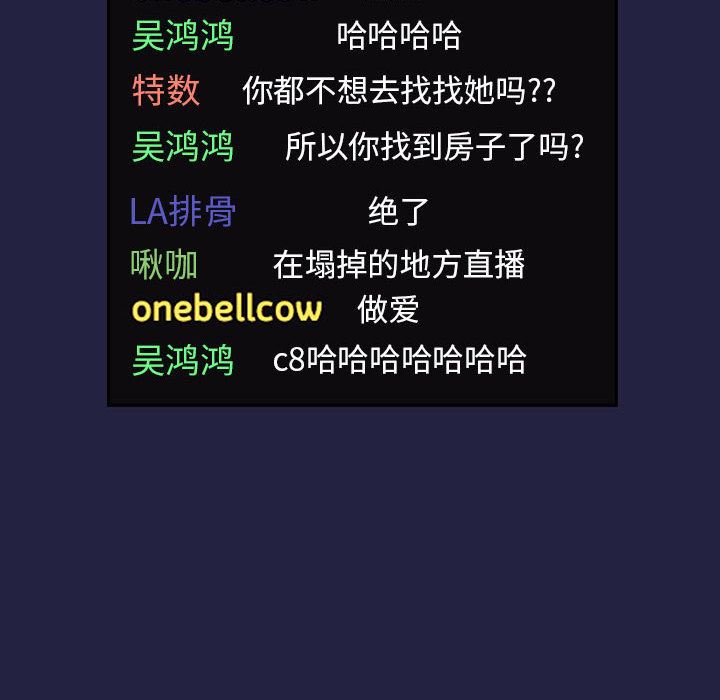 吴鸿鸿 哈哈哈哈
特数 你都不想去找找她吗??
吴鸿鸿 所以你找到房子了吗?
LA排骨 绝了
啾咖 在塌掉的地方直播
onebellcow 做爱
吴鸿鸿 c8哈哈哈哈哈哈哈